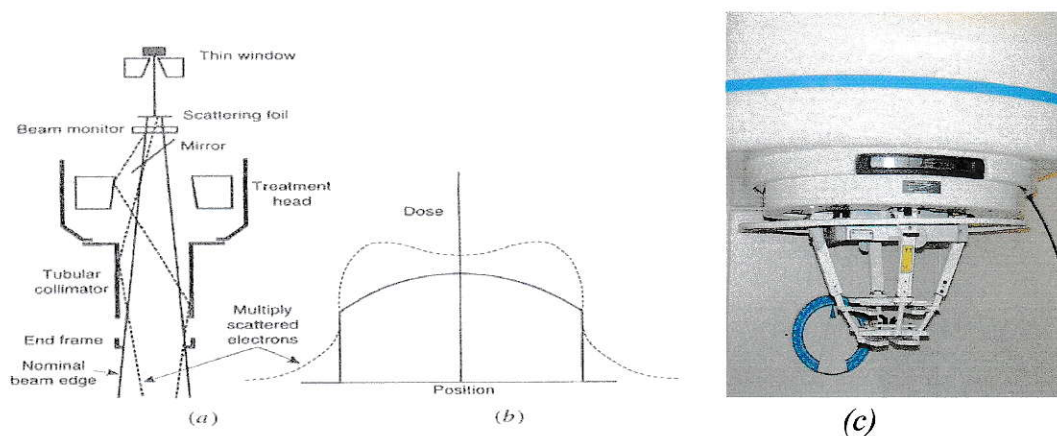 Thin window
Scattering foil
Beam monitor
Mirror
Treatment
head
Dose
Tubular
collimator
Multiply
scattered
electrons
End frame
Nominal
beam edge
Position
(a)
(b)
(c)